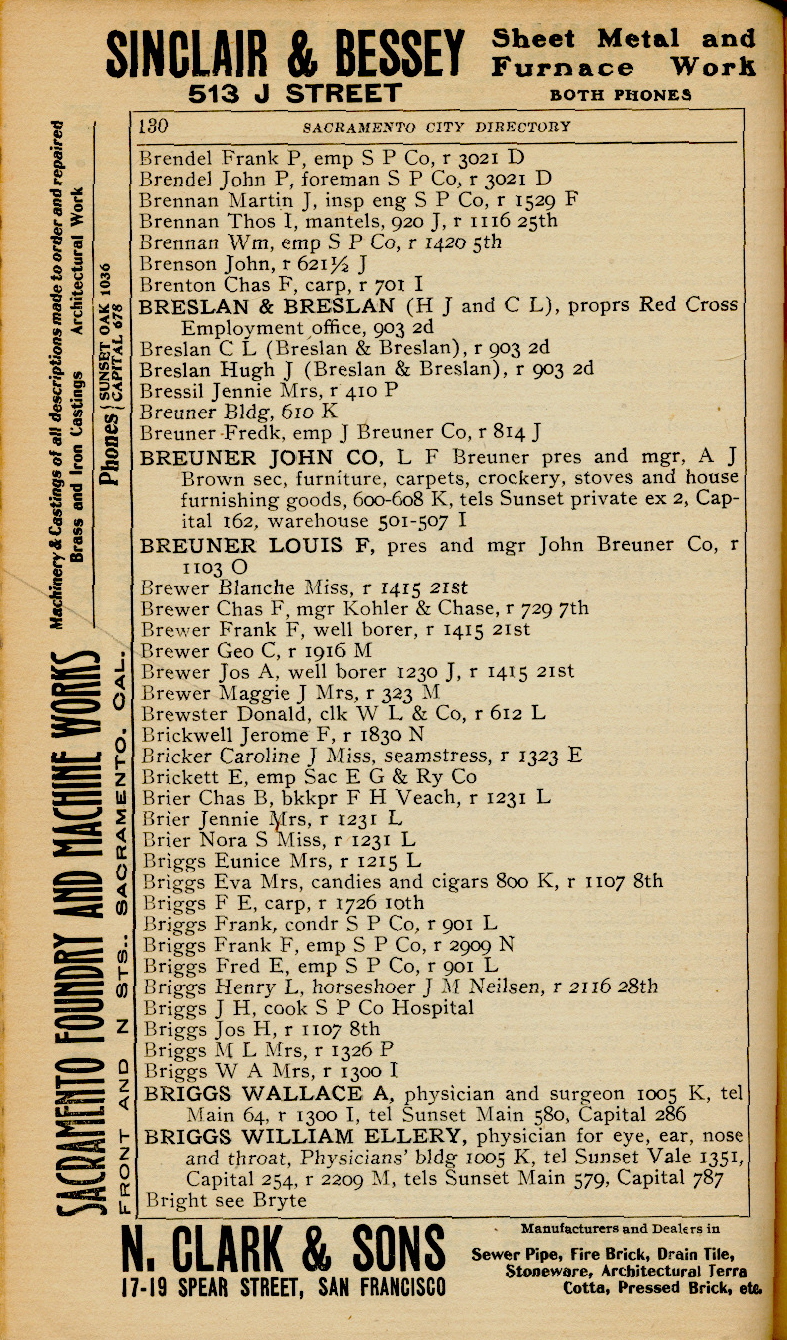 SINCLAIR & BESSEY
513 J STREET
Sheet Metal and
Furnace Work
BOTH PHONES
Machinery & Castings of all descriptions made to order and repaired
Brass and Iron Castings Architectural Work
Phones { SUNSET OAK 1036
CAPITAL 678
SACRAMENTO FOUNDRY AND MACHINE WORKS
FRONT AND N STS.. SACRAMENTO. CAL.
130 SACRAMENTO CITY DIRECTORY
Brendel Frank P, emp S P Co, r 3021 D
Brendel John P, foreman S P Co, r 3021 D
Brennan Martin J, insp eng S P Co, r 1529 F
Brennan Thos I, mantels, 920 J, r 1116 25th
Brennan Wm, emp S P Co, r 1420 5th
Brenson John, r 621½ J
Brenton Chas F, carp, r 701 I
BRESLAN & BRESLAN (H J and C L), proprs Red Cross
Employment office, 903 2d
Breslan C L (Breslan & Breslan), r 903 2d
Breslan Hugh J (Breslan & Breslan), r 903 2d
Bressil Jennie Mrs, r 410 P
Breuner Bldg, 610 K
Breuner Fredk, emp J Breuner Co, r 814 J
BREUNER JOHN CO, L F Breuner pres and mgr, A J
Brown sec, furniture, carpets, crockery, stoves and house
furnishing goods, 600-608 K, tels Sunset private ex 2, Cap-
ital 162, warehouse 501-507 I
BREUNER LOUIS F, pres and mgr John Breuner Co, r
1103 O
Brewer Blanche Miss, r 1415 21st
Brewer Chas F, mgr Kohler & Chase, r 729 7th
Brewer Frank F, well borer, r 1415 21st
Brewer Geo C, r 1916 M
Brewer Jos A, well borer 1230 J, r 1415 21st
Brewer Maggie J Mrs, r 323 M
Brewster Donald, clk W L & Co, r 612 L
Brickwell Jerome F, r 1830 N
Bricker Caroline J Miss, seamstress, r 1323 E
Brickett E, emp Sac E G & Ry Co
Brier Chas B, bkkpr F H Veach, r 1231 L
Brier Jennie Mrs, r 1231 L
Brier Nora S Miss, r 1231 L
Briggs Eunice Mrs, r 1215 L
Briggs Eva Mrs, candies and cigars 800 K, r 1107 8th
Briggs F E, carp, r 1726 10th
Briggs Frank, condr S P Co, r 901 L
Briggs Frank F, emp S P Co, r 2909 N
Briggs Fred E, emp S P Co, r 901 L
Briggs Henry L, horseshoer J M Neilsen, r 2116 28th
Briggs J H, cook S P Co Hospital
Briggs Jos H, r 1107 8th
Briggs M L Mrs, r 1326 P
Briggs W A Mrs, r 1300 I
BRIGGS WALLACE A, physician and surgeon 1005 K, tel
Main 64, r 1300 I, tel Sunset Main 580, Capital 286
BRIGGS WILLIAM ELLERY, physician for eye, ear, nose
and throat, Physicians' bldg 1005 K, tel Sunset Vale 1351,
Capital 254, r 2209 M, tels Sunset Main 579, Capital 787
Bright see Bryte
N. CLARK & SONS
17-19 SPEAR STREET, SAN FRANCISCO
Manufacturers and Dealers in
Sewer Pipe, Fire Brick, Drain Tile,
Stoneware, Architectural Terra
Cotta, Pressed Brick, etc.